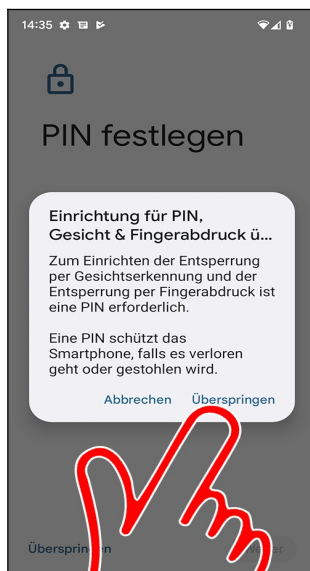 14:35
PIN festlegen
Einrichtung für PIN,
Gesicht & Fingerabdruck ü...
Zum Einrichten der Entsperrung
per Gesichtserkennung und der
Entsperrung per Fingerabdruck ist
eine PIN erforderlich.
Eine PIN schützt das
Smartphone, falls es verloren
geht oder gestohlen wird.
Abbrechen Überspringen